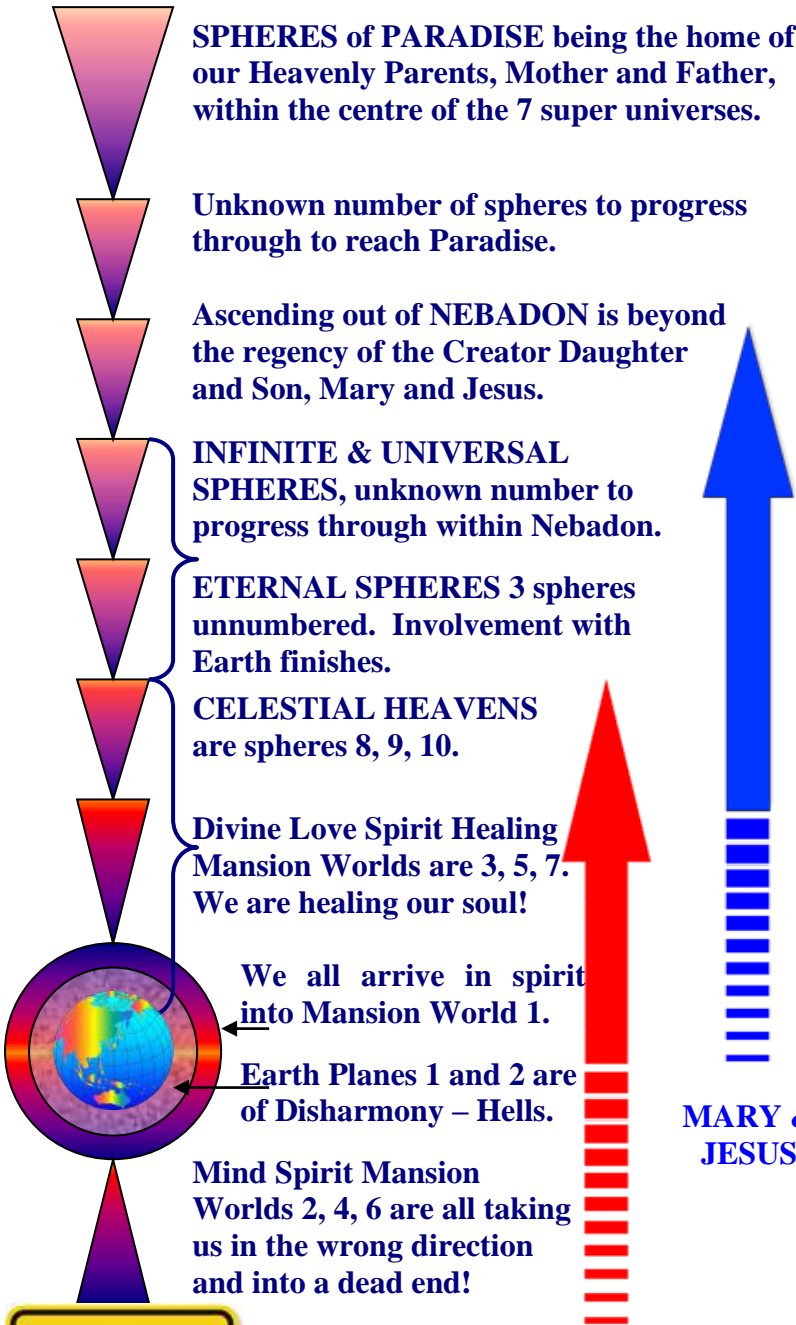 SPHERES of PARADISE being the home of
our Heavenly Parents, Mother and Father,
within the centre of the 7 super universes.
Unknown number of spheres to progress
through to reach Paradise.
Ascending out of NEBADON is beyond
the regency of the Creator Daughter
and Son, Mary and Jesus.
INFINITE & UNIVERSAL
SPHERES, unknown number to
progress through within Nebadon.
ETERNAL SPHERES 3 spheres
unnumbered. Involvement with
Earth finishes.
CELESTIAL HEAVENS
are spheres 8, 9, 10.
Divine Love Spirit Healing
Mansion Worlds are 3, 5, 7.
We are healing our soul!
We all arrive in spirit
into Mansion World 1.
Earth Planes 1 and 2 are
of Disharmony – Hells.
Mind Spirit Mansion
Worlds 2, 4, 6 are all taking
us in the wrong direction
and into a dead end!
MARY &
JESUS